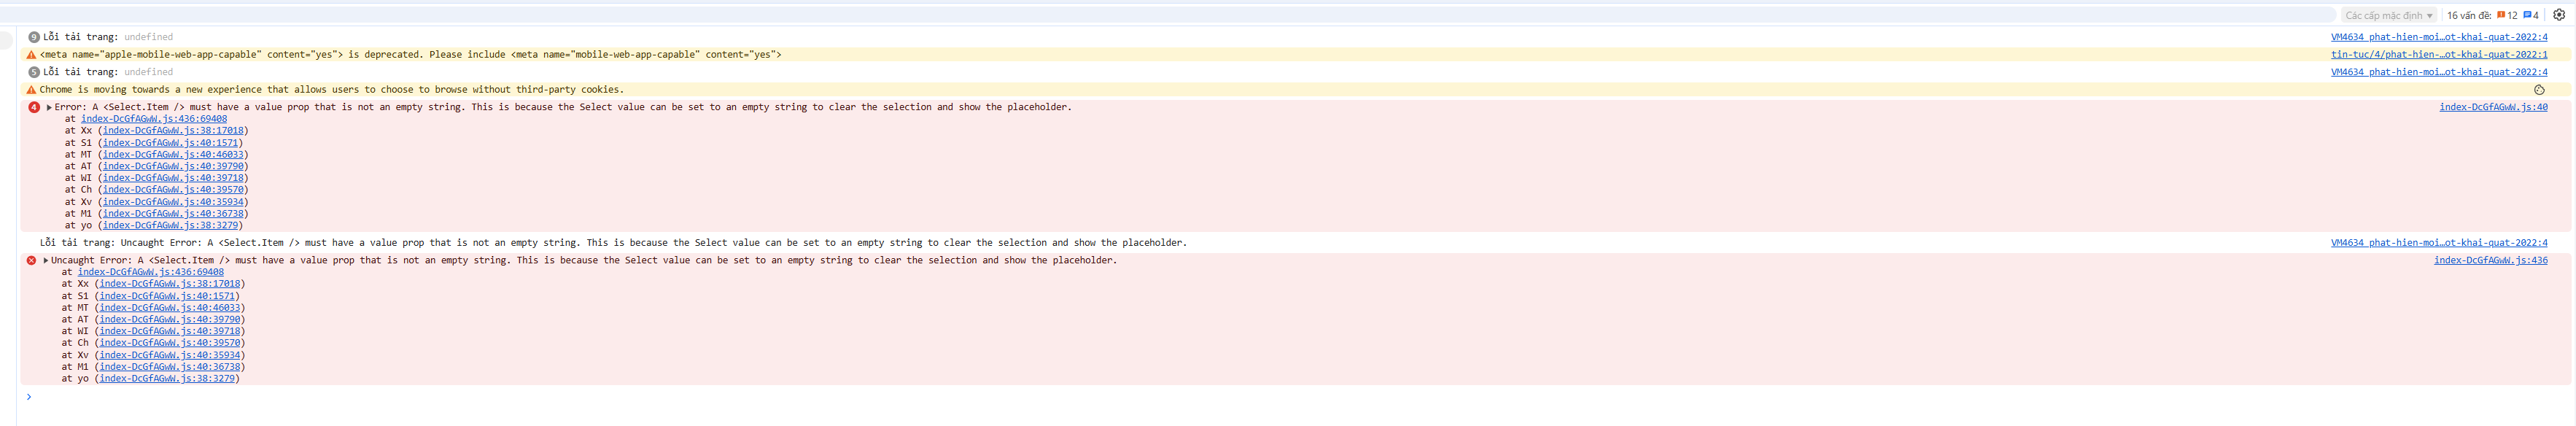 Các cấp mặc định ▼ 16 vấn đề: 12 4
9 Lỗi tải trang: undefined VM4634 phat-hien-moi…ot-khai-quat-2022:4
<meta name="apple-mobile-web-app-capable" content="yes"> is deprecated. Please include <meta name="mobile-web-app-capable" content="yes"> tin-tuc/4/phat-hien-…ot-khai-quat-2022:1
5 Lỗi tải trang: undefined VM4634 phat-hien-moi…ot-khai-quat-2022:4
Chrome is moving towards a new experience that allows users to choose to browse without third-party cookies.
4 ▶Error: A <Select.Item /> must have a value prop that is not an empty string. This is because the Select value can be set to an empty string to clear the selection and show the placeholder. index-DcGfAGwW.js:40
at index-DcGfAGwW.js:436:69408
at Xx (index-DcGfAGwW.js:38:17018)
at S1 (index-DcGfAGwW.js:40:1571)
at MT (index-DcGfAGwW.js:40:46033)
at AT (index-DcGfAGwW.js:40:39790)
at WI (index-DcGfAGwW.js:40:39718)
at Ch (index-DcGfAGwW.js:40:39570)
at Xv (index-DcGfAGwW.js:40:35934)
at M1 (index-DcGfAGwW.js:40:36738)
at yo (index-DcGfAGwW.js:38:3279)
Lỗi tải trang: Uncaught Error: A <Select.Item /> must have a value prop that is not an empty string. This is because the Select value can be set to an empty string to clear the selection and show the placeholder. VM4634 phat-hien-moi…ot-khai-quat-2022:4
▶Uncaught Error: A <Select.Item /> must have a value prop that is not an empty string. This is because the Select value can be set to an empty string to clear the selection and show the placeholder. index-DcGfAGwW.js:436
at index-DcGfAGwW.js:436:69408
at Xx (index-DcGfAGwW.js:38:17018)
at S1 (index-DcGfAGwW.js:40:1571)
at MT (index-DcGfAGwW.js:40:46033)
at AT (index-DcGfAGwW.js:40:39790)
at WI (index-DcGfAGwW.js:40:39718)
at Ch (index-DcGfAGwW.js:40:39570)
at Xv (index-DcGfAGwW.js:40:35934)
at M1 (index-DcGfAGwW.js:40:36738)
at yo (index-DcGfAGwW.js:38:3279)